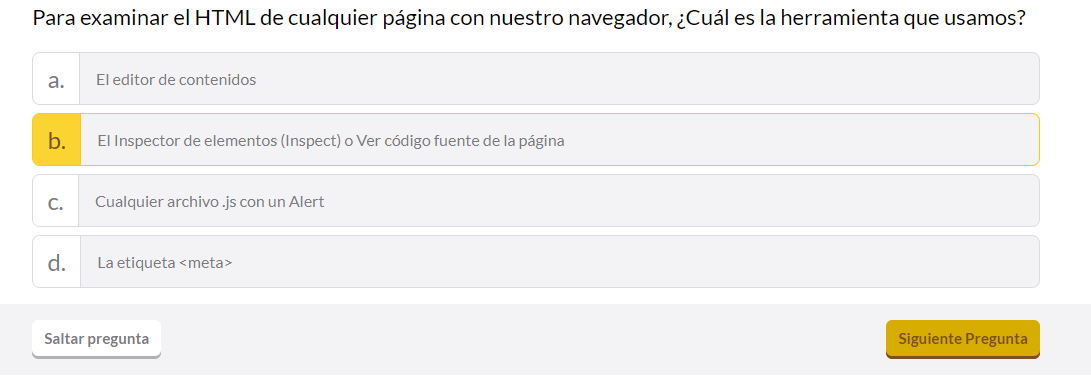 Para examinar el HTML de cualquier página con nuestro navegador, ¿Cuál es la herramienta que usamos?
a. El editor de contenidos
b. El Inspector de elementos (Inspect) o Ver código fuente de la página
c. Cualquier archivo .js con un Alert
d. La etiqueta <meta>
Saltar pregunta
Siguiente Pregunta